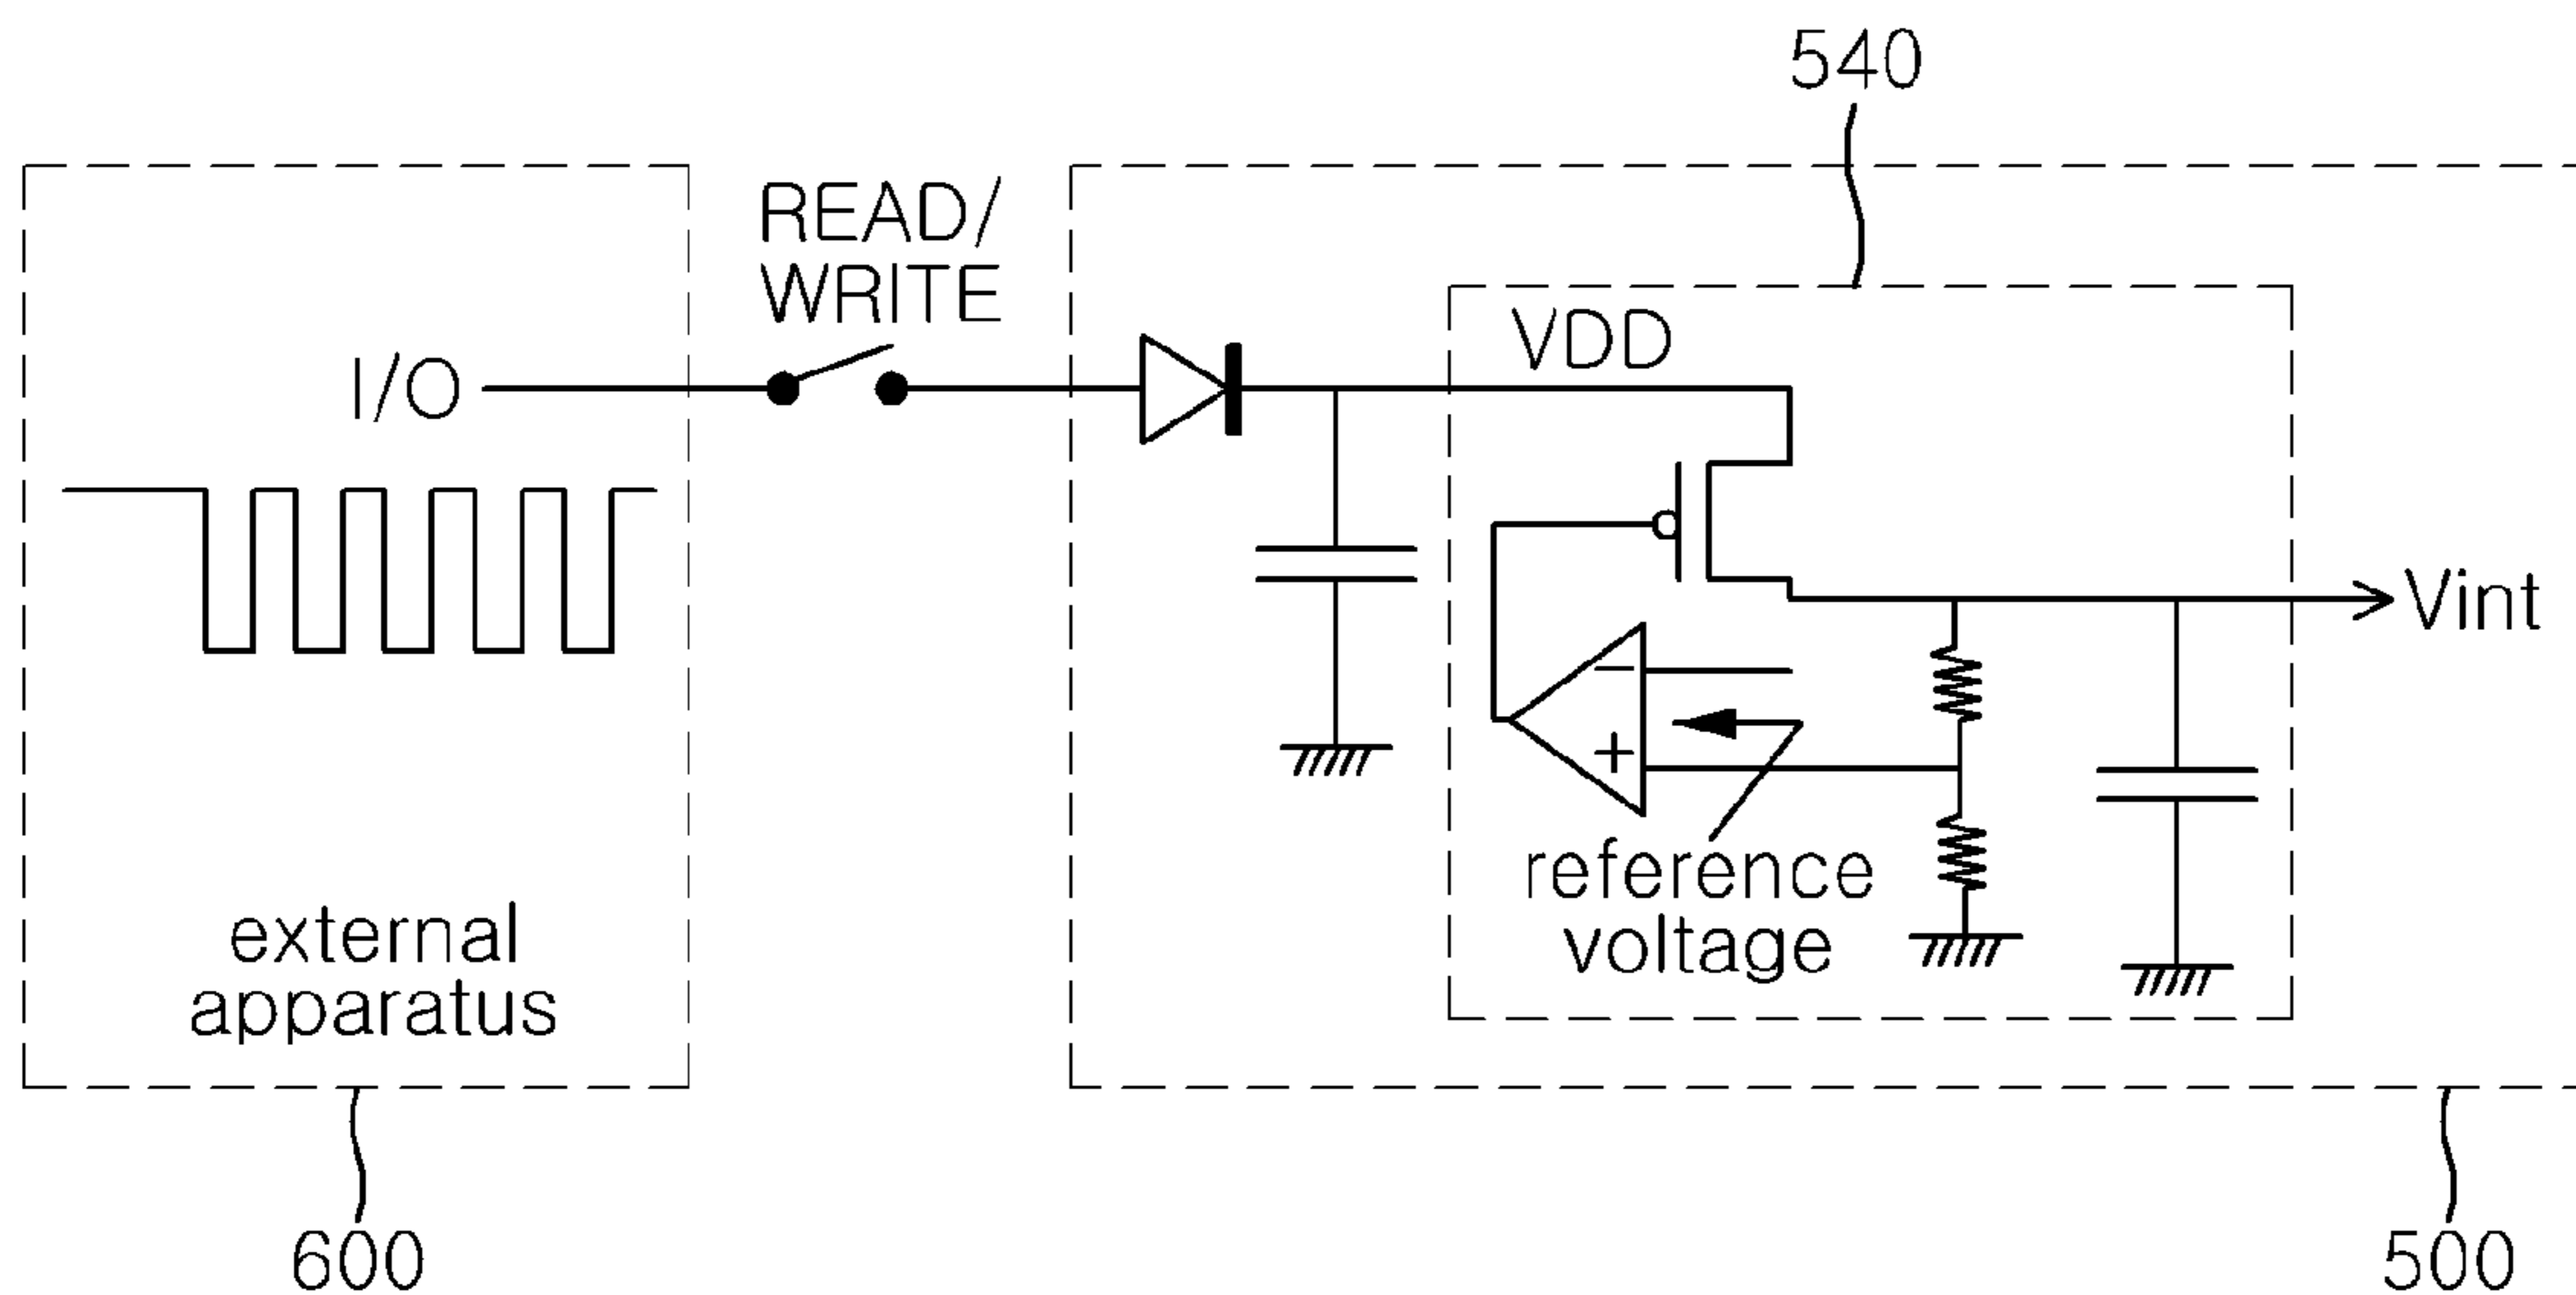 540
READ/
WRITE
I/O
VDD
Vint
−
+
reference
voltage
external
apparatus
600
500